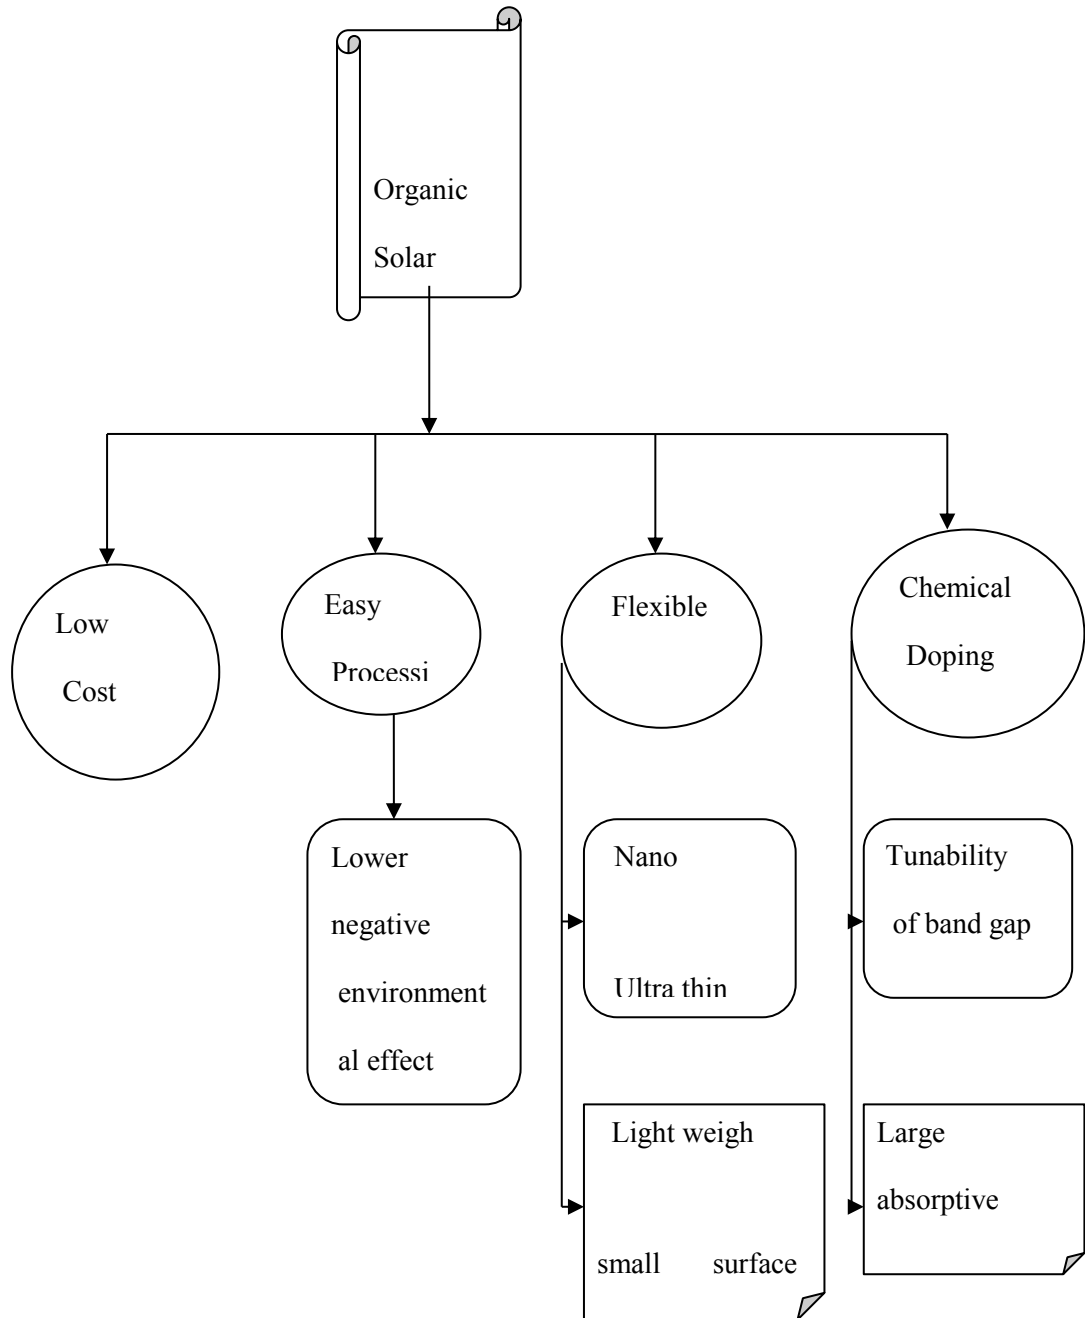 Organic
Solar
Low
Cost
Easy
Processi
Flexible
Chemical
Doping
Lower
negative
environment
al effect
Nano
Ultra thin
Tunability
of band gap
Light weigh
small surface
Large
absorptive